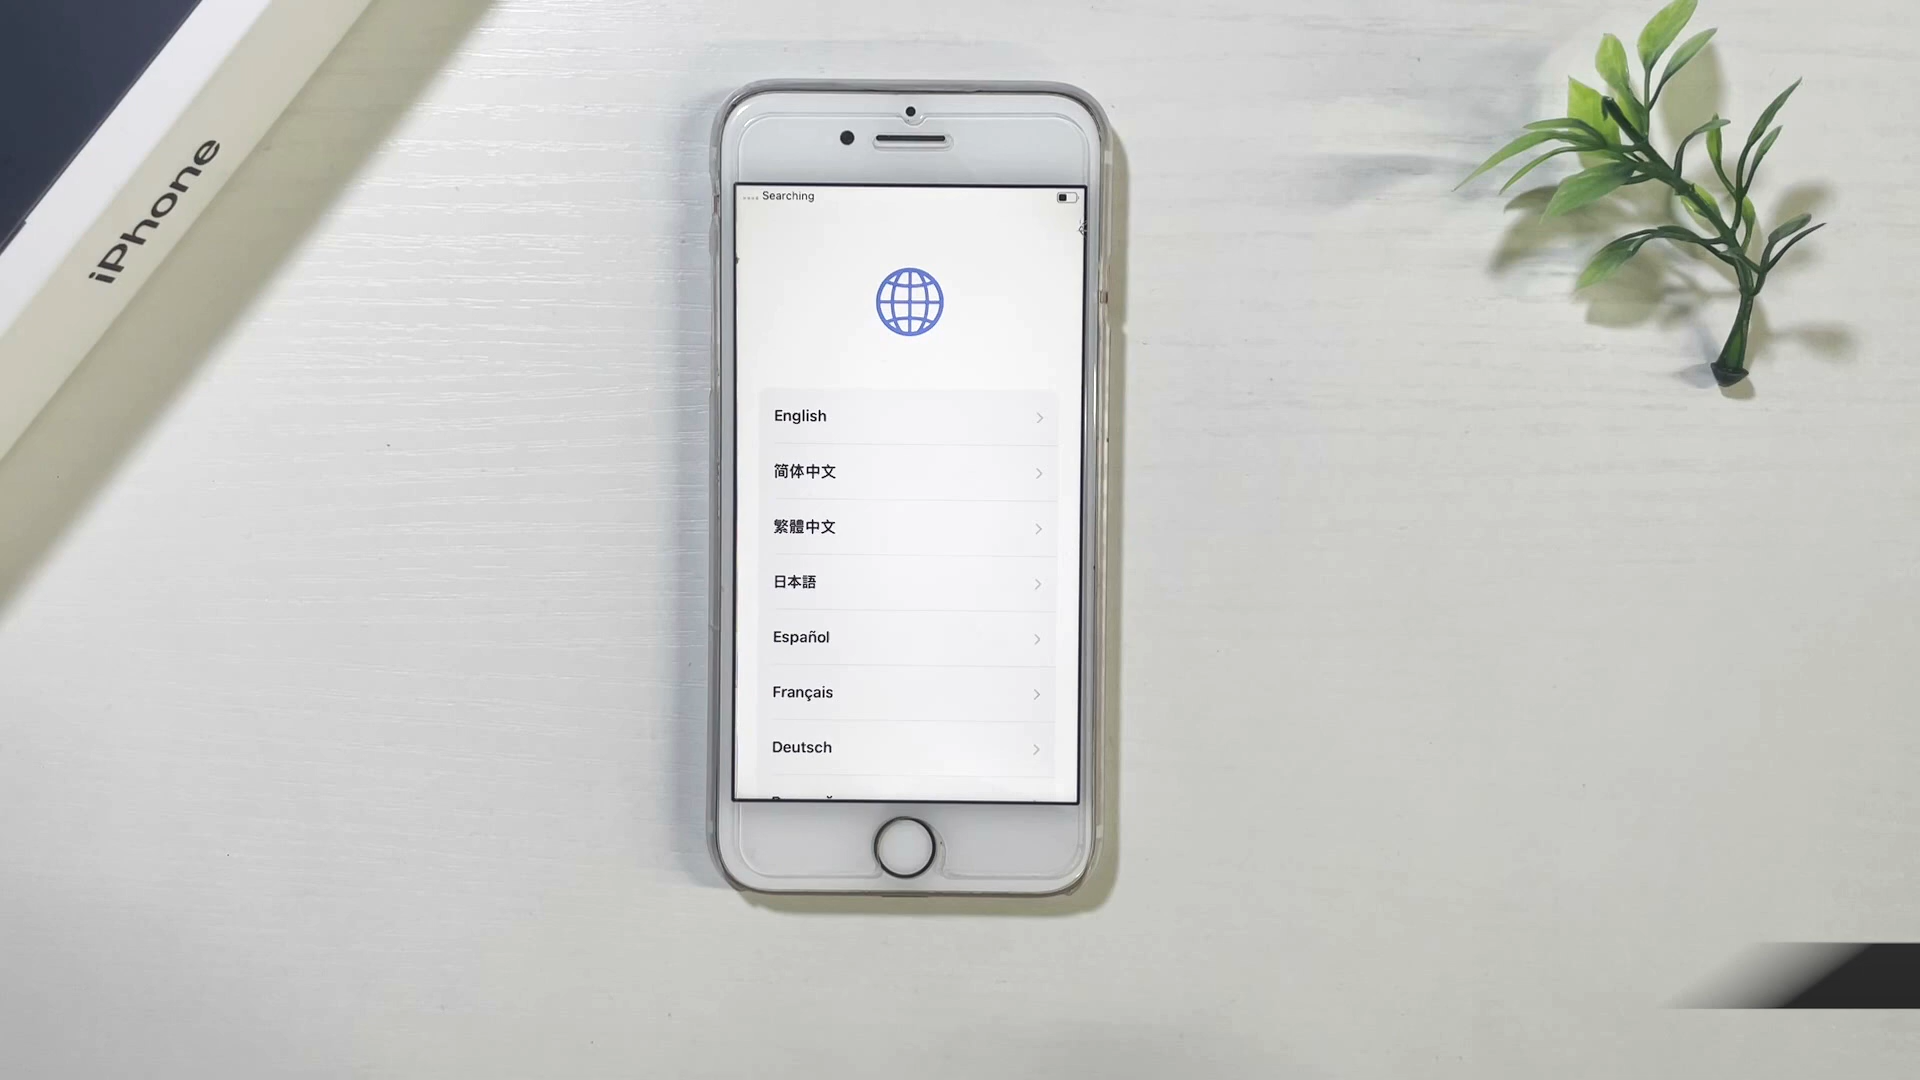 iPhone
Searching
English
简体中文
繁體中文
日本語
Español
Français
Deutsch